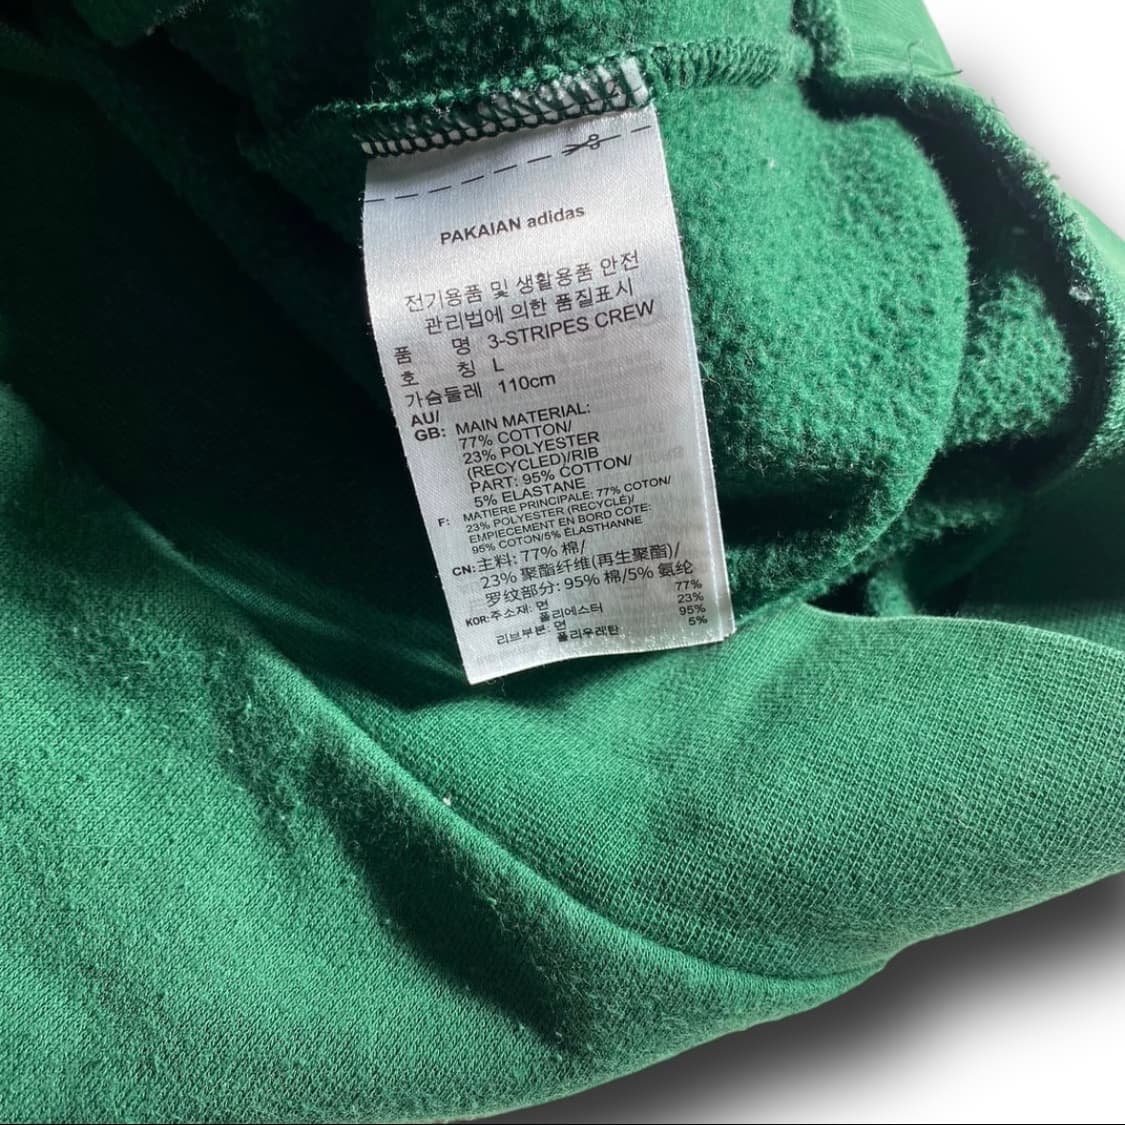 PAKAIAN adidas
전기용품 및 생활용품 안전
관리법에 의한 품질표시
품 명 3-STRIPES CREW
호 칭 L
가슴둘레 110cm
AU/
GB: MAIN MATERIAL:
77% COTTON/
23% POLYESTER
(RECYCLED)/RIB
PART: 95% COTTON/
5% ELASTANE
F: MATIERE PRINCIPALE: 77% COTON/
23% POLYESTER (RECYCLÉ)/
EMPIECEMENT EN BORD CÔTE:
95% COTON/5% ELASTHANNE
CN: 主料: 77% 棉/
23% 聚酯纤维(再生聚酯)/
罗纹部分: 95% 棉/5% 氨纶
KOR: 주소재: 면 77%
폴리에스터 23%
리브부분: 면 95%
폴리우레탄 5%